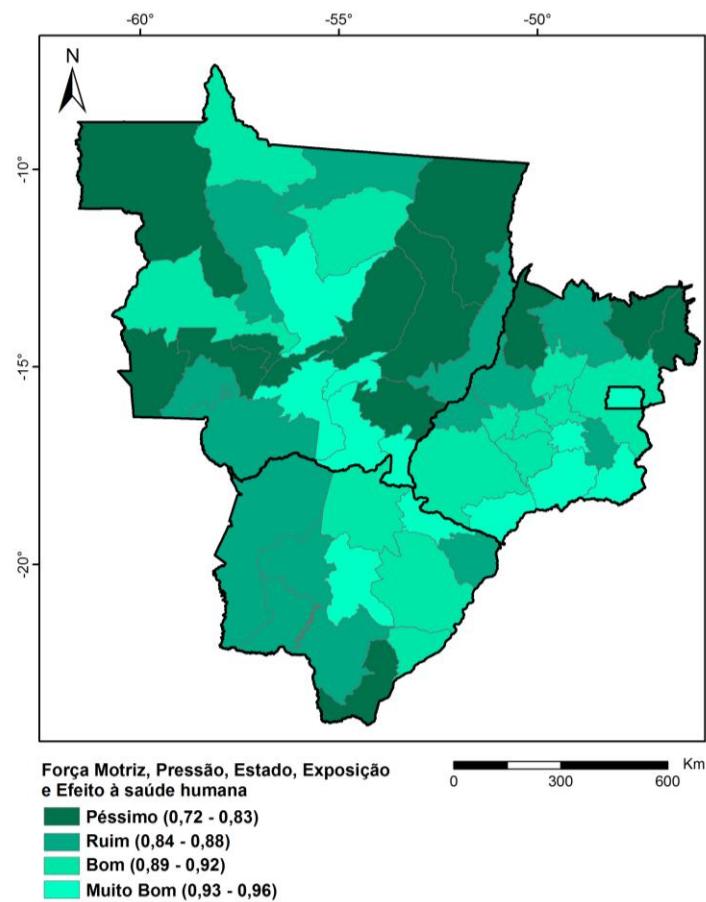 -60°
-55°
-50°
N
-10°
-15°
-20°
Força Motriz, Pressão, Estado, Exposição
e Efeito à saúde humana
Péssimo (0,72 - 0,83)
Ruim (0,84 - 0,88)
Bom (0,89 - 0,92)
Muito Bom (0,93 - 0,96)
Km
0
300
600